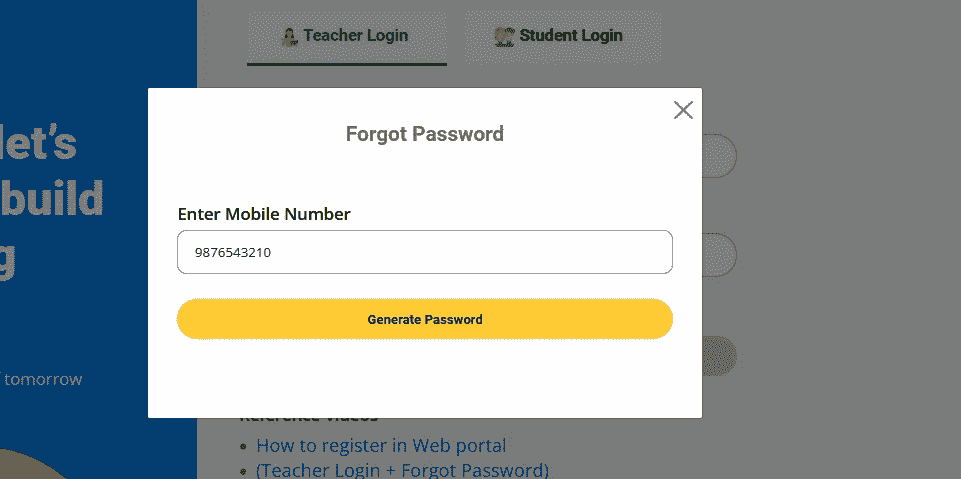 Teacher Login
Student Login
let's
build
g
tomorrow
Forgot Password
Enter Mobile Number
9876543210
Generate Password
Reference Videos
How to register in Web portal
(Teacher Login + Forgot Password)